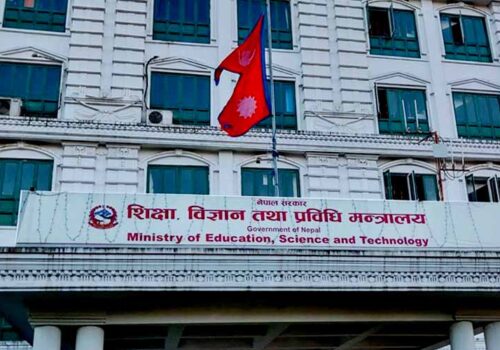 नेपाल सरकार
शिक्षा, विज्ञान तथा प्रविधि मन्त्रालय
Government of Nepal
Ministry of Education, Science and Technology